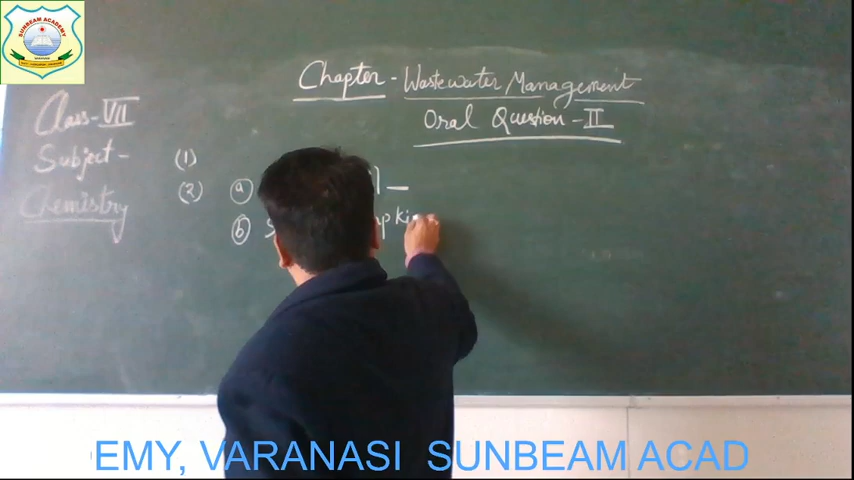 SUNBEAM ACADEMY
Chapter - Wastewater Management
Oral Question - II
Class - VII
Subject -
Chemistry
(1)
(2) (a) —
(b)
EMY, VARANASI SUNBEAM ACAD